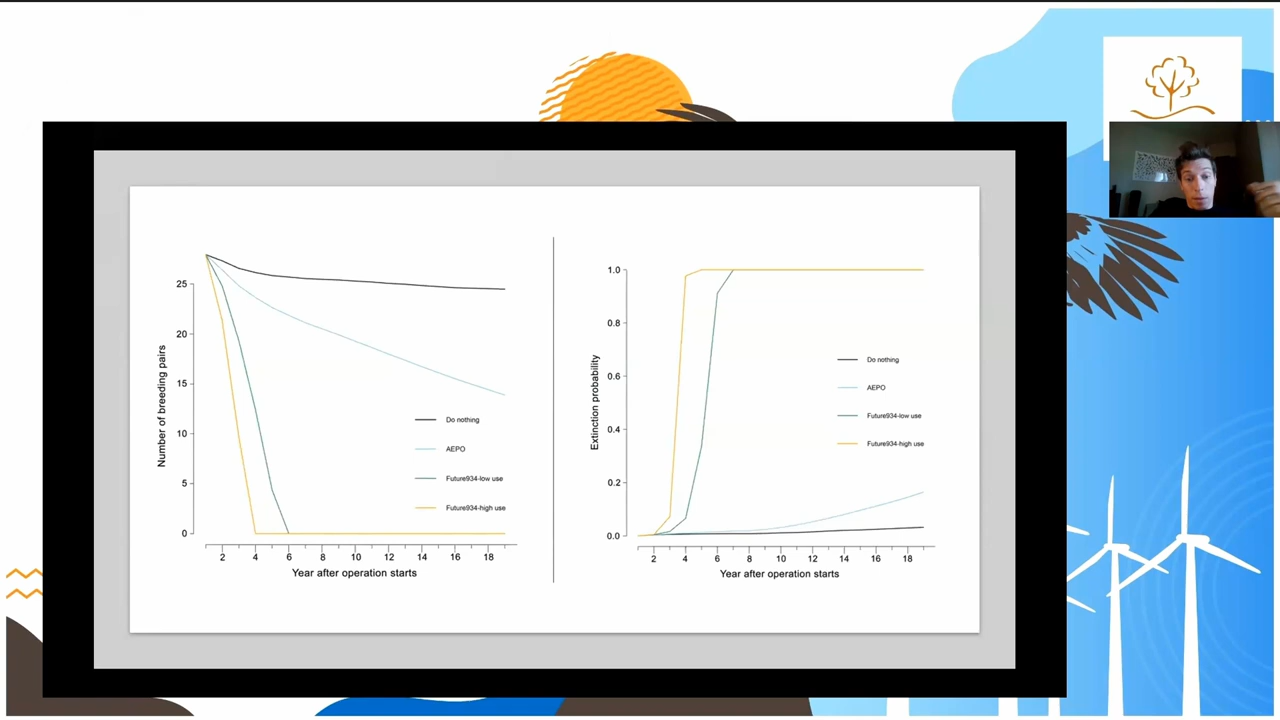 25
20
15
10
5
0
Number of breeding pairs
Do nothing
AEPO
Future934-low use
Future934-high use
2 4 6 8 10 12 14 16 18
Year after operation starts
1.0
0.8
0.6
0.4
0.2
0.0
Extinction probability
Do nothing
AEPO
Future934-low use
Future934-high use
2 4 6 8 10 12 14 16 18
Year after operation starts